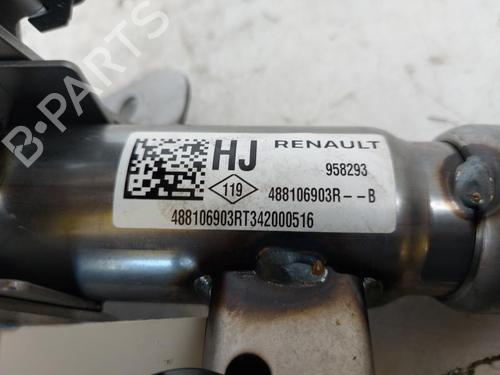 HJ RENAULT
958293
119 488106903R--B
488106903RT342000516
B-PARTS